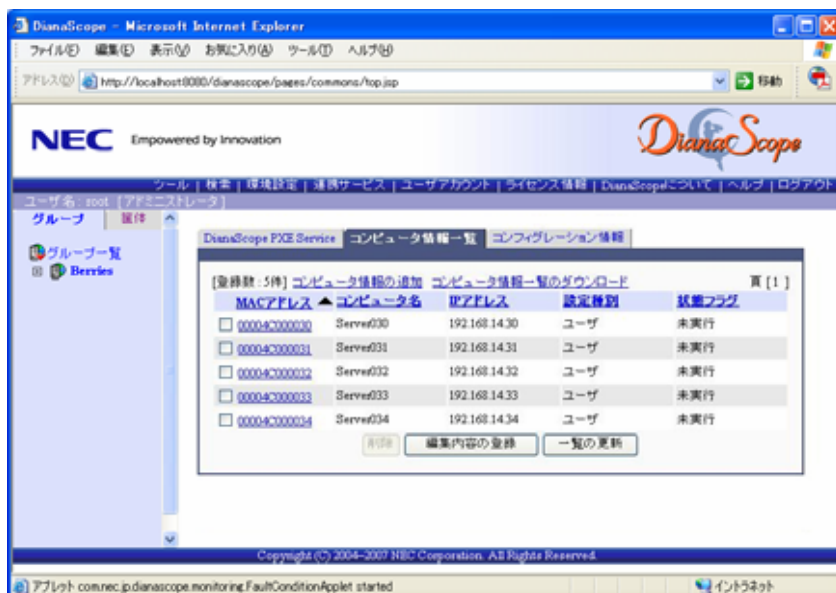 DianaScope - Microsoft Internet Explorer
ファイル(F) 編集(E) 表示(V) お気に入り(A) ツール(T) ヘルプ(H)
アドレス(D) http://localhost:8080/dianascope/pages/commons/top.jsp 移動
NEC Empowered by Innovation DianaScope
ツール | 検索 | 環境設定 | 連携サービス | ユーザアカウント | ライセンス情報 | DianaScopeについて | ヘルプ | ログアウト
ユーザ名 : root [アドミニストレータ]
グループ 筐体
グループ一覧
Berries
DianaScope PXE Service コンピュータ情報一覧 コンフィグレーション情報
[登録数 : 5件] コンピュータ情報の追加 コンピュータ情報一覧のダウンロード 頁 [1 ]
MACアドレス ▲ コンピュータ名 IPアドレス 設定種別 状態フラグ
00004C000030 Server030 192.168.14.30 ユーザ 未実行
00004C000031 Server031 192.168.14.31 ユーザ 未実行
00004C000032 Server032 192.168.14.32 ユーザ 未実行
00004C000033 Server033 192.168.14.33 ユーザ 未実行
00004C000034 Server034 192.168.14.34 ユーザ 未実行
削除 編集内容の登録 一覧の更新
Copyright (C) 2004-2007 NEC Corporation. All Rights Reserved.
アプレット com.nec.jp.dianascope.monitoring.FaultConditionApplet started イントラネット